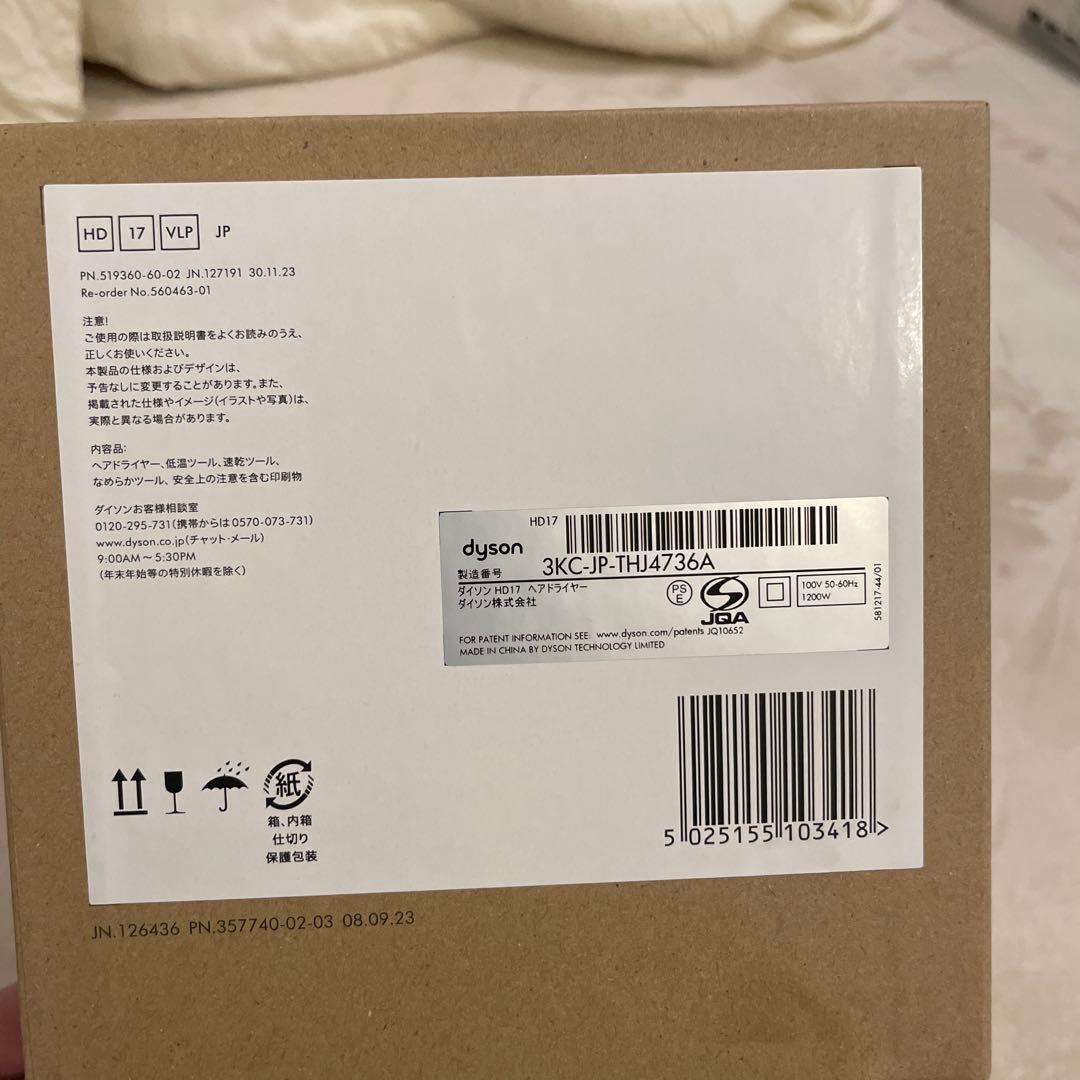 HD 17 VLP JP
PN.519360-60-02 JN.127191 30.11.23
Re-order No.560463-01
注意!
ご使用の際は取扱説明書をよくお読みのうえ、
正しくお使いください。
本製品の仕様およびデザインは、
予告なしに変更することがあります。また、
掲載された仕様やイメージ(イラストや写真)は、
実際と異なる場合があります。
内容品:
ヘアドライヤー、低温ツール、速乾ツール、
なめらかツール、安全上の注意を含む印刷物
ダイソンお客様相談室
0120-295-731(携帯からは0570-073-731)
www.dyson.co.jp(チャット・メール)
9:00AM～5:30PM
(年末年始等の特別休暇を除く)
HD17
dyson
製造番号 3KC-JP-THJ4736A
ダイソン HD17 ヘアドライヤー
ダイソン株式会社
PS
E
JQA
100V 50-60Hz
1200W
581217-44/01
FOR PATENT INFORMATION SEE: www.dyson.com/patents JQ10652
MADE IN CHINA BY DYSON TECHNOLOGY LIMITED
紙
箱、内箱
仕切り
保護包装
5 025155 103418 >
JN.126436 PN.357740-02-03 08.09.23